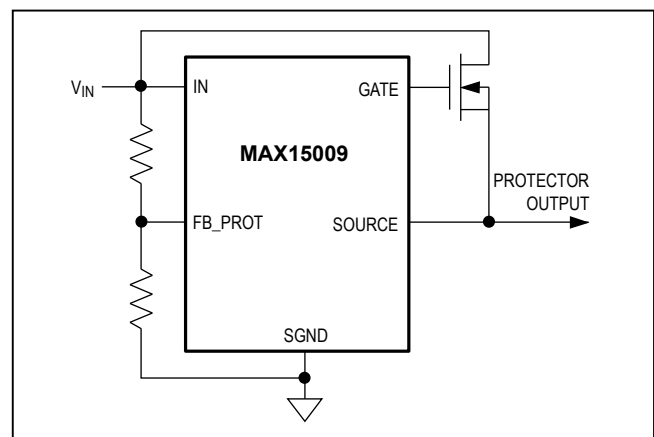 V_IN
IN
GATE
MAX15009
PROTECTOR
OUTPUT
FB_PROT
SOURCE
SGND